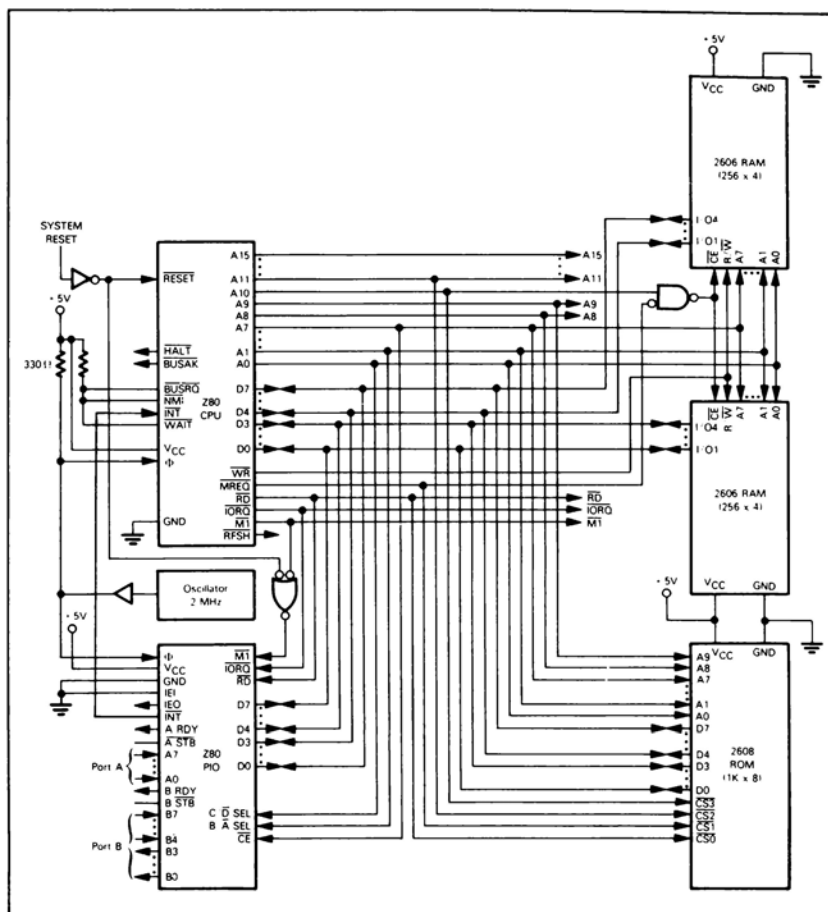 + 5V
VCC GND
2606 RAM
(256 x 4)
I/O4
I/O1
CE
R/W
A7
A1
A0
SYSTEM
RESET
+ 5V
330Ω
RESET
HALT
BUSAK
BUSRQ
NMI
INT
WAIT
VCC
Φ
GND
Z80
CPU
A15
A11
A10
A9
A8
A7
A1
A0
D7
D4
D3
D0
WR
MREQ
RD
IORQ
M1
RFSH
A15
A11
A9
A8
RD
IORQ
M1
CE
R/W
A7
A1
A0
I/O4
I/O1
2606 RAM
(256 x 4)
VCC GND
+ 5V
Oscillator
2 MHz
+ 5V
Φ
VCC
GND
IEI
IEO
INT
A RDY
A STB
A7
A0
B RDY
B STB
B7
B4
B3
B0
Port A
Port B
Z80
PIO
M1
IORQ
RD
D7
D4
D3
D0
C D SEL
B A SEL
CE
VCC GND
A9
A8
A7
A1
A0
D7
D4
D3
D0
CS3
CS2
CS1
CS0
2608
ROM
(1K x 8)